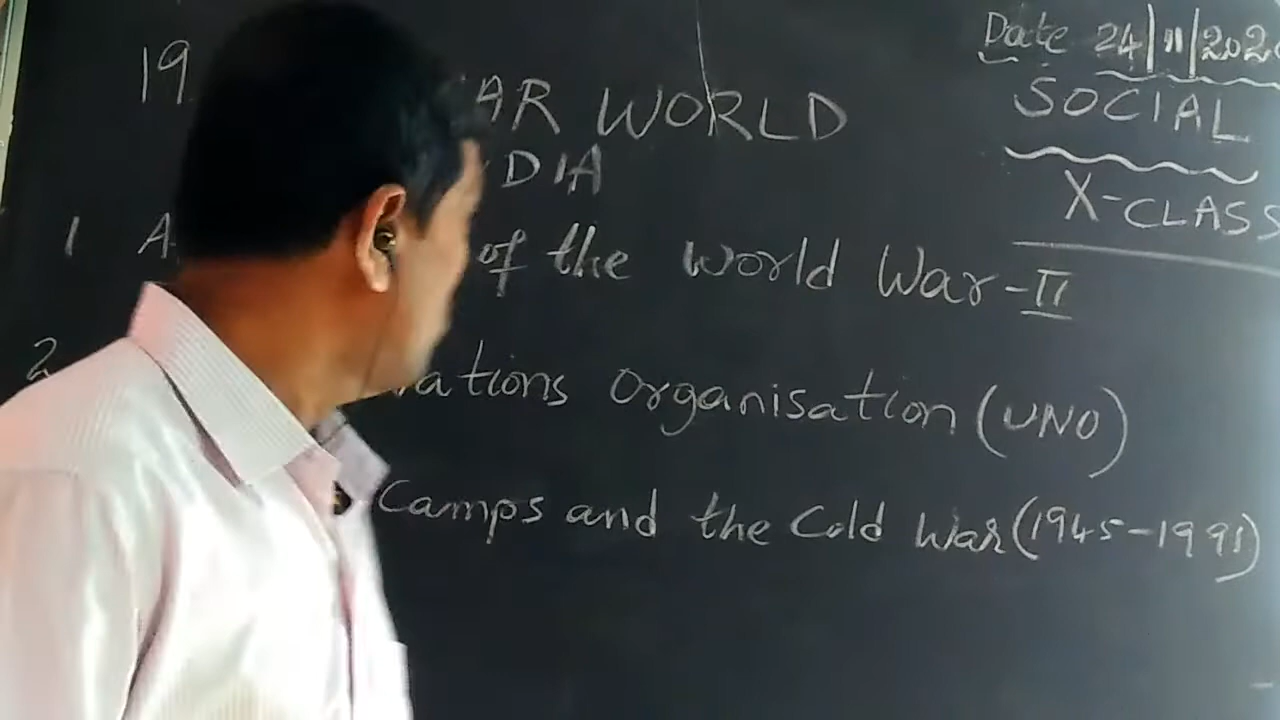 Date 24/11/202
SOCIAL
X-CLASS
19 AR WORLD
DIA
1 A of the World War-II
2 ations Organisation (UNO)
Camps and the Cold War (1945-1991)